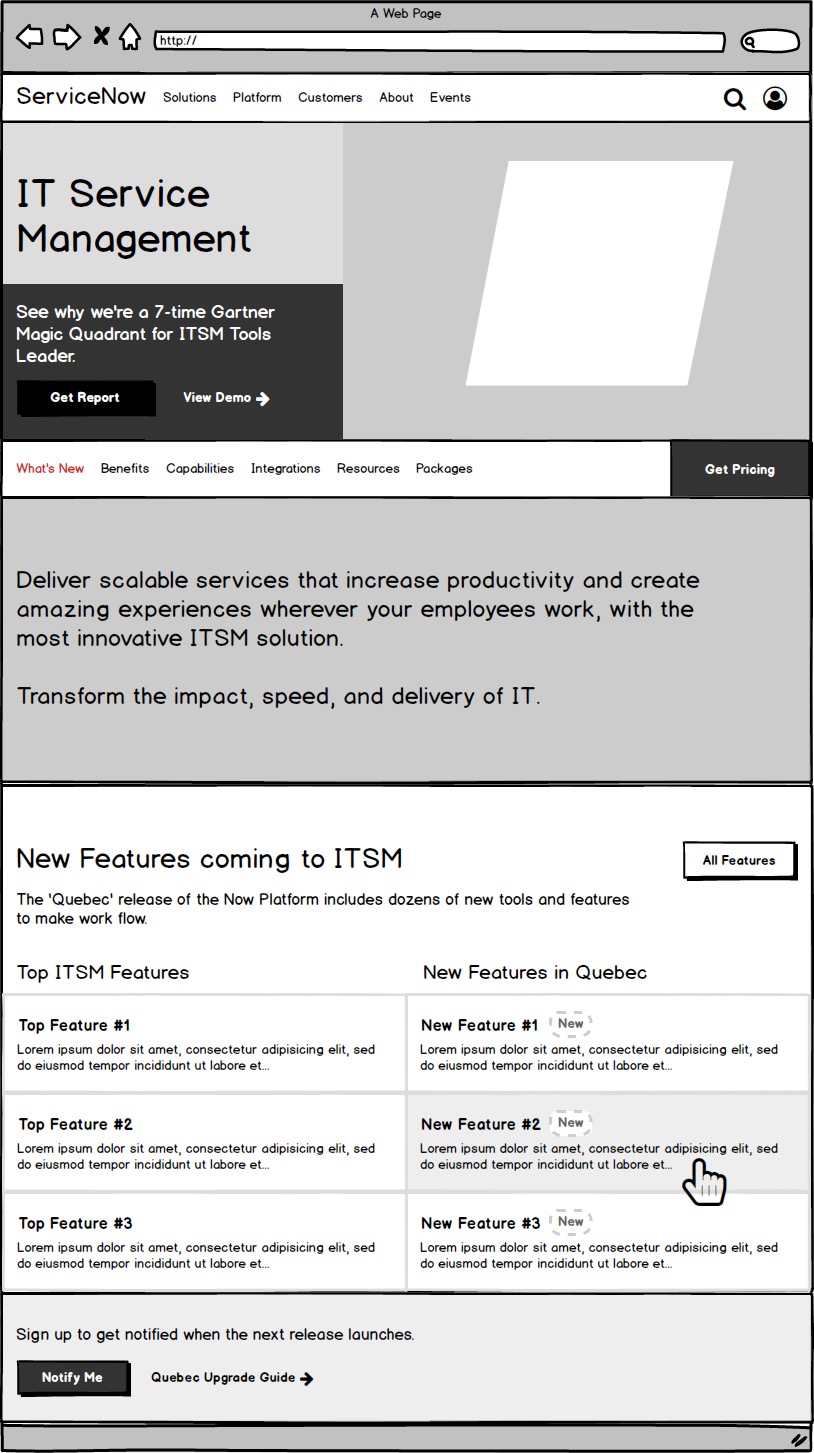 A Web Page
http://
ServiceNow Solutions Platform Customers About Events
IT Service
Management
See why we're a 7-time Gartner
Magic Quadrant for ITSM Tools
Leader.
Get Report View Demo
What's New Benefits Capabilities Integrations Resources Packages Get Pricing
Deliver scalable services that increase productivity and create
amazing experiences wherever your employees work, with the
most innovative ITSM solution.
Transform the impact, speed, and delivery of IT.
New Features coming to ITSM
All Features
The 'Quebec' release of the Now Platform includes dozens of new tools and features
to make work flow.
Top ITSM Features
Top Feature #1
Lorem ipsum dolor sit amet, consectetur adipisicing elit, sed
do eiusmod tempor incididunt ut labore et...
Top Feature #2
Lorem ipsum dolor sit amet, consectetur adipisicing elit, sed
do eiusmod tempor incididunt ut labore et...
Top Feature #3
Lorem ipsum dolor sit amet, consectetur adipisicing elit, sed
do eiusmod tempor incididunt ut labore et...
New Features in Quebec
New Feature #1 New
Lorem ipsum dolor sit amet, consectetur adipisicing elit, sed
do eiusmod tempor incididunt ut labore et...
New Feature #2 New
Lorem ipsum dolor sit amet, consectetur adipisicing elit, sed
do eiusmod tempor incididunt ut labore et...
New Feature #3 New
Lorem ipsum dolor sit amet, consectetur adipisicing elit, sed
do eiusmod tempor incididunt ut labore et...
Sign up to get notified when the next release launches.
Notify Me Quebec Upgrade Guide